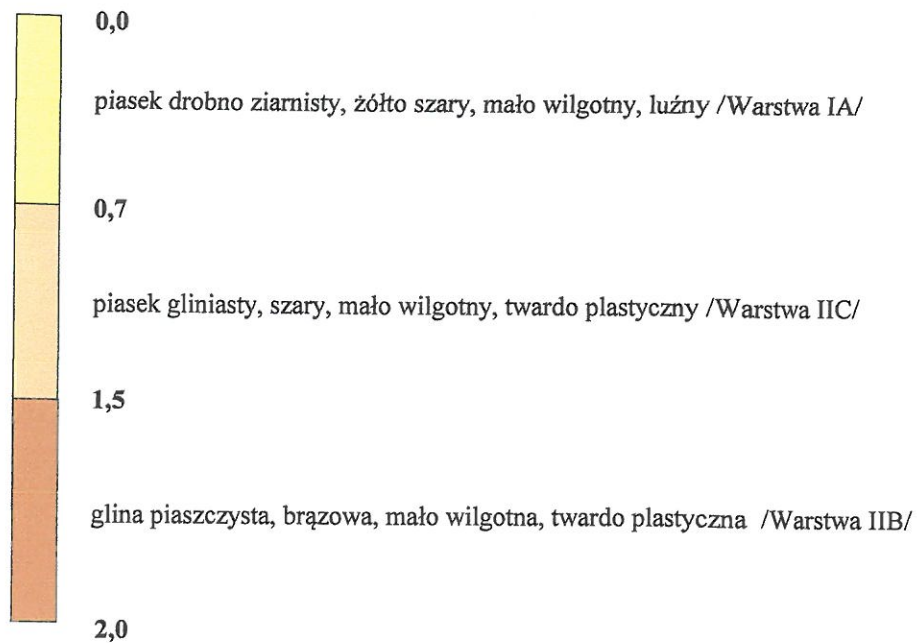 0,0
piasek drobno ziarnisty, żółto szary, mało wilgotny, luźny /Warstwa IA/
0,7
piasek gliniasty, szary, mało wilgotny, twardo plastyczny /Warstwa IIC/
1,5
glina piaszczysta, brązowa, mało wilgotna, twardo plastyczna /Warstwa IIB/
2,0